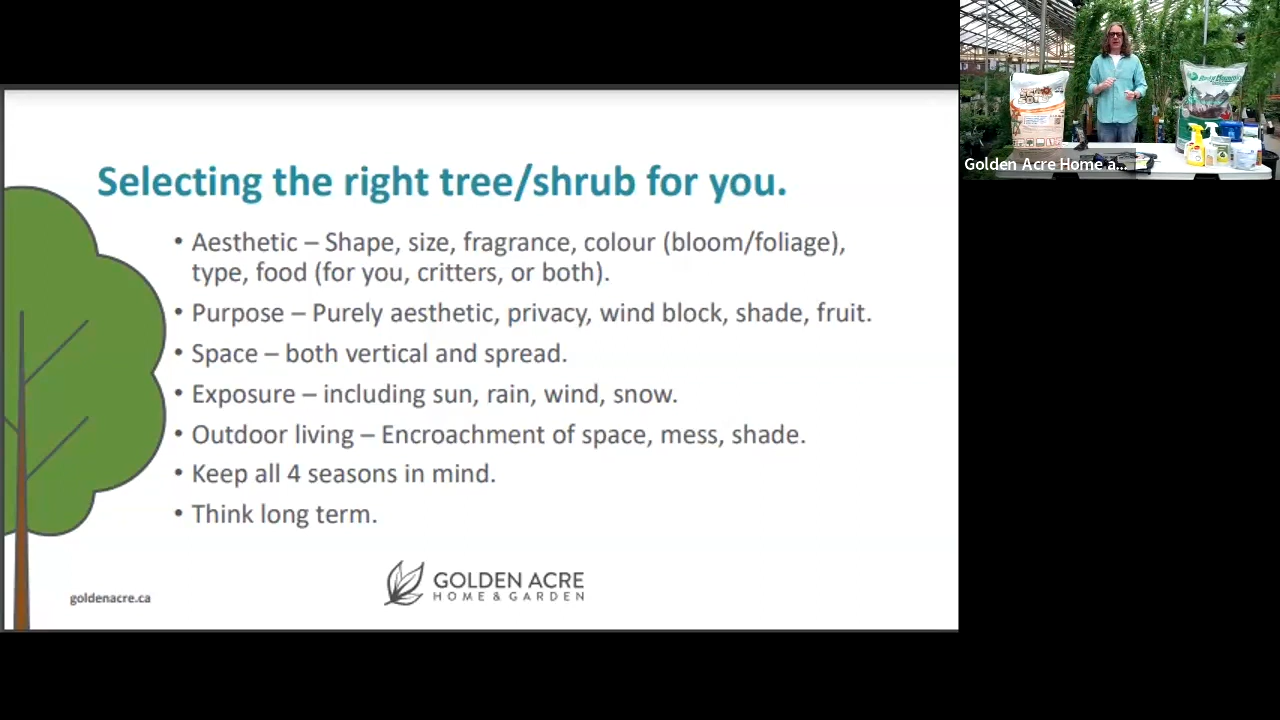 Selecting the right tree/shrub for you.
• Aesthetic – Shape, size, fragrance, colour (bloom/foliage),
type, food (for you, critters, or both).
• Purpose – Purely aesthetic, privacy, wind block, shade, fruit.
• Space – both vertical and spread.
• Exposure – including sun, rain, wind, snow.
• Outdoor living – Encroachment of space, mess, shade.
• Keep all 4 seasons in mind.
• Think long term.
GOLDEN ACRE
HOME & GARDEN
goldenacre.ca
Golden Acre Home a...